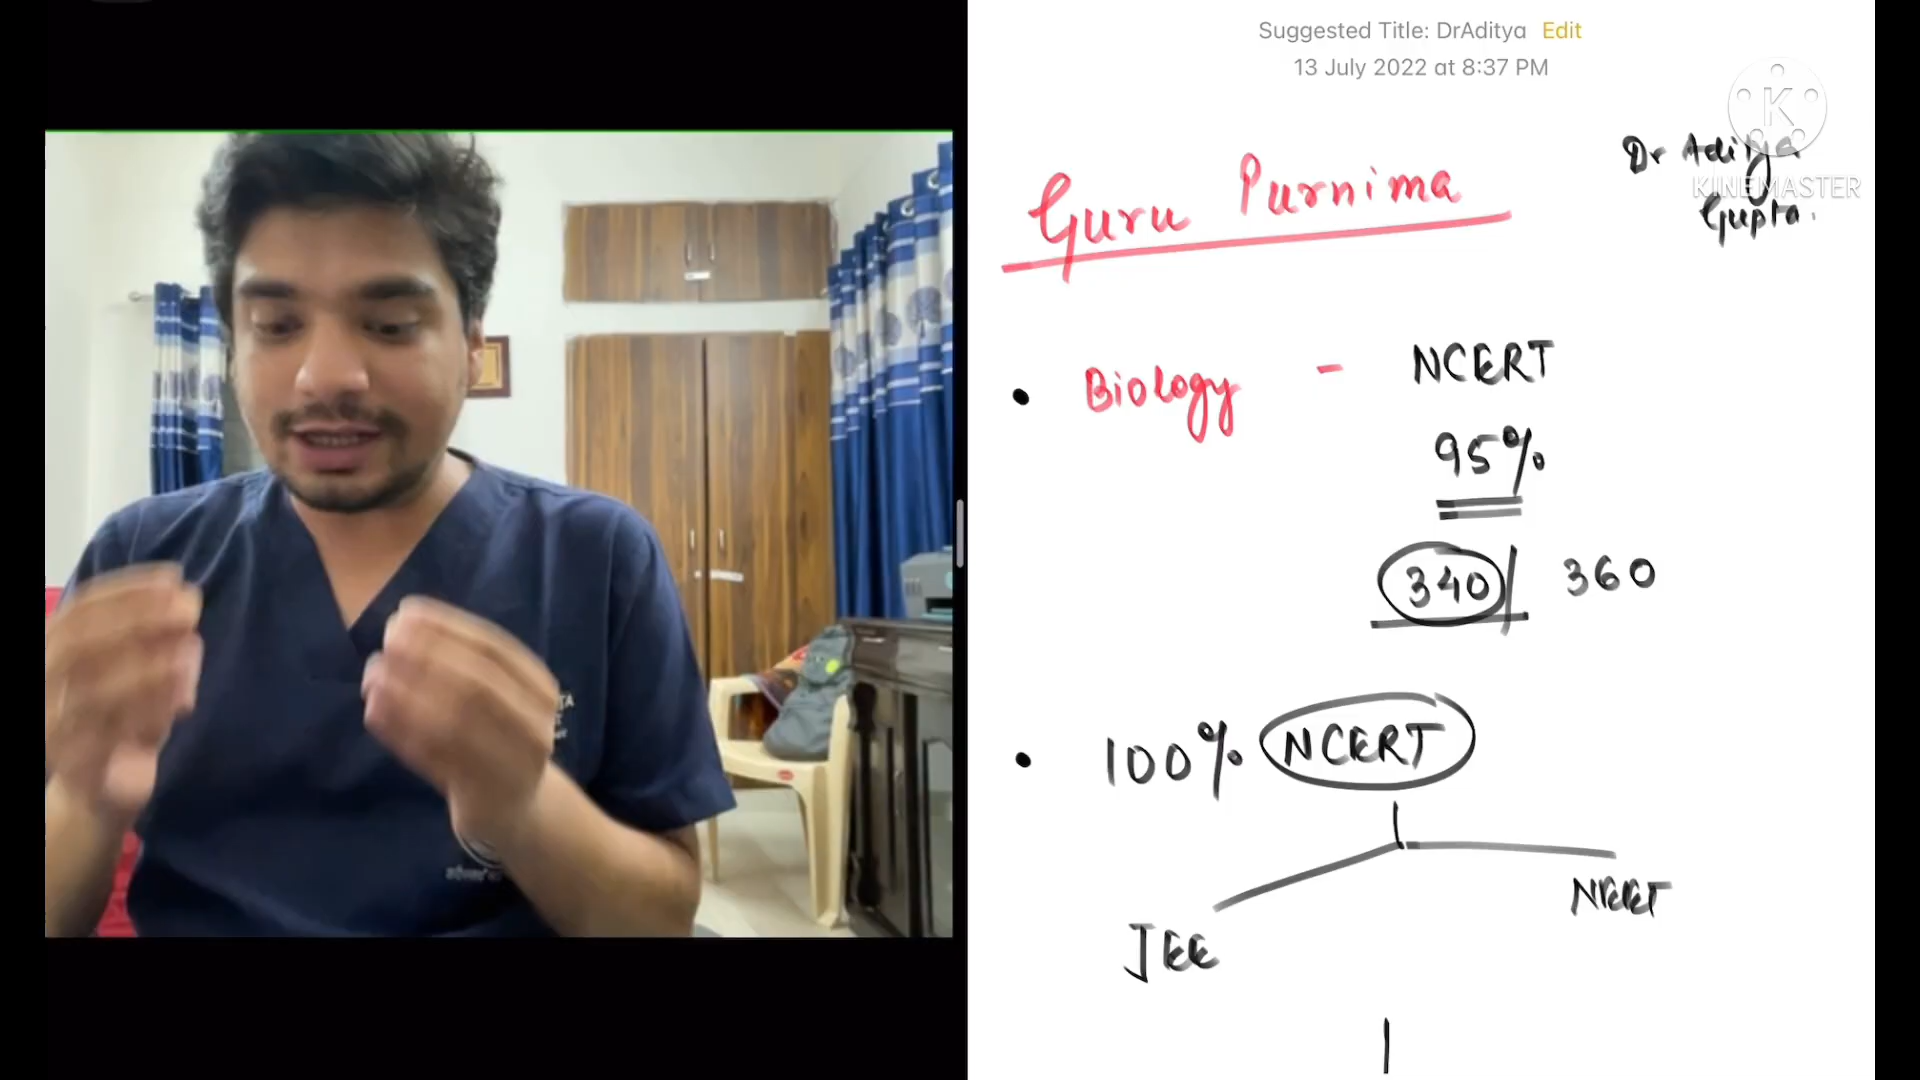 Suggested Title: DrAditya Edit
13 July 2022 at 8:37 PM
K
KINEMASTER
Dr Aditya
Gupta.
Guru Purnima
• Biology - NCERT
95%
340/ 360
• 100% NCERT
JEE
NEET